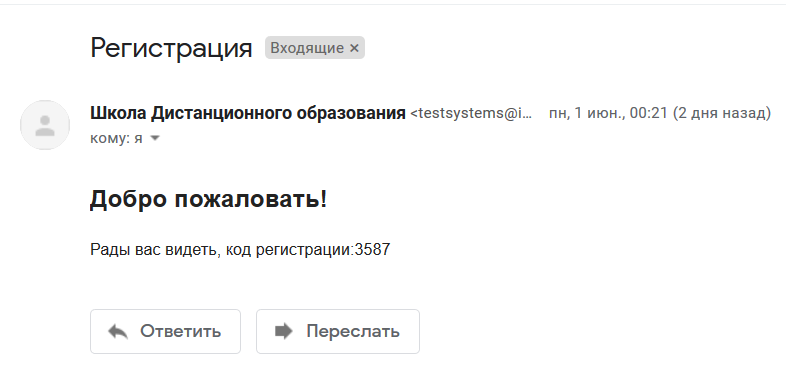 Регистрация Входящие ×
Школа Дистанционного образования <testsystems@i... пн, 1 июн., 00:21 (2 дня назад)
кому: я
Добро пожаловать!
Рады вас видеть, код регистрации:3587
Ответить Переслать